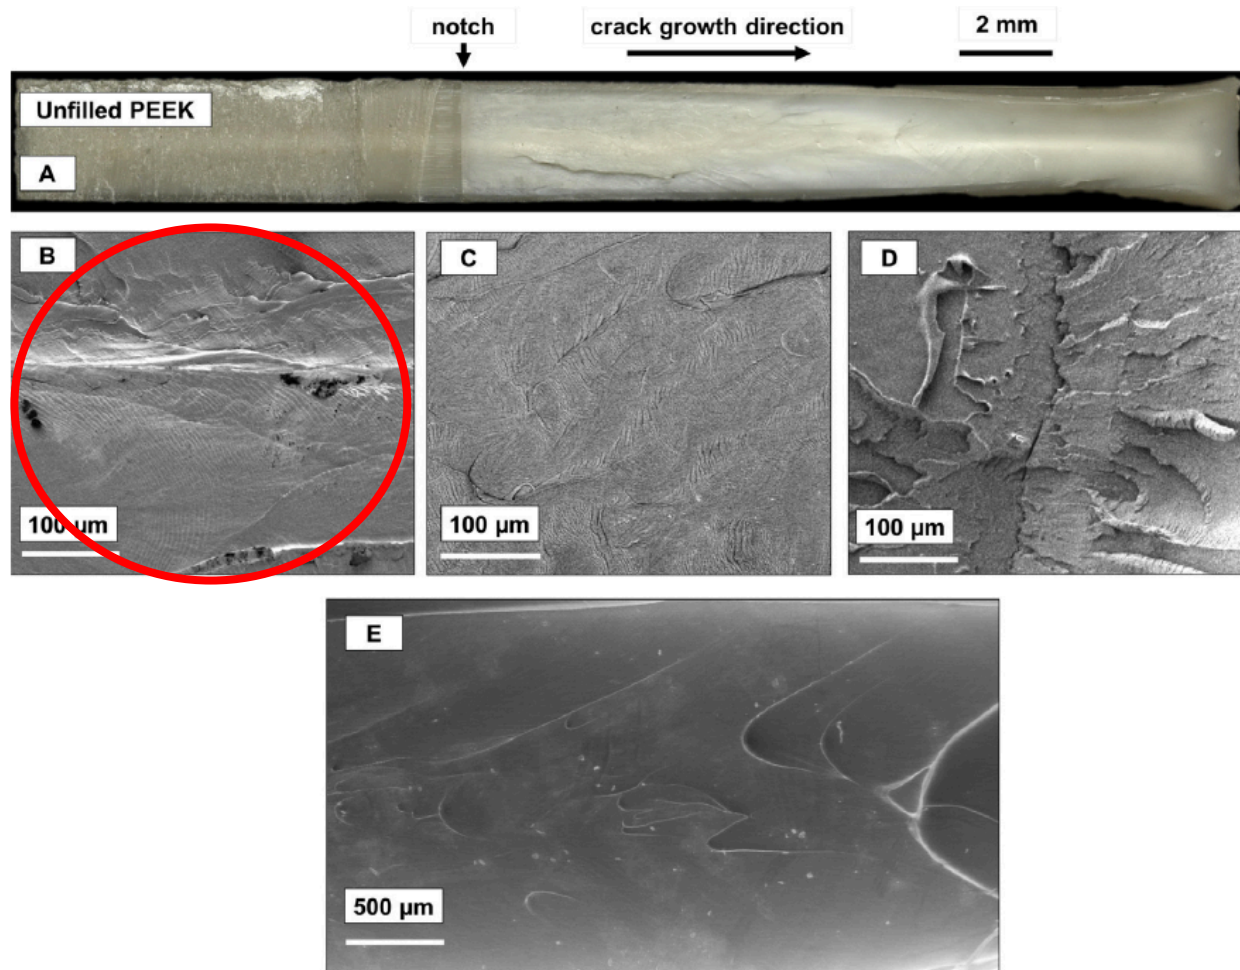 notch
crack growth direction
2 mm
Unfilled PEEK
A
B
C
D
100 µm
100 µm
100 µm
E
500 µm